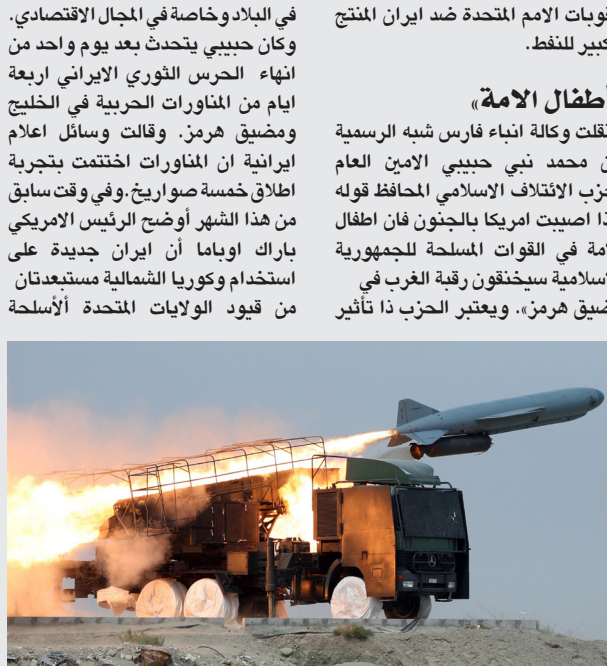 ضد ايران المنتج
كبير للنفط.
أطفال الامة»
نقلت وكالة انباء فارس شبه الرسمية
محمد نبي حبيبي الامين العام
حزب الائتلاف الاسلامي المحافظ قوله
اصيبت امريكا بالجنون فان اطفال
في القوات المسلحة للجمهورية
سيخنقون رقبة الغرب في
مضيق هرمز». ويعتبر الحزب ذا تأثير
في البلاد وخاصة في المجال الاقتصادي.
وكان حبيبي يتحدث بعد يوم واحد من
انهاء الحرس الثوري الايراني اربعة
ايام من المناورات الحربية في الخليج
ومضيق هرمز. وقالت وسائل اعلام
ايرانية ان المناورات اختتمت بتجربة
اطلاق خمسة صواريخ.وفي وقت سابق
من هذا الشهر أوضح الرئيس الامريكي
باراك اوباما أن ايران جديدة على
استخدام وكوريا الشمالية مستبعدتان
من قيود الولايات المتحدة ألأسلحة